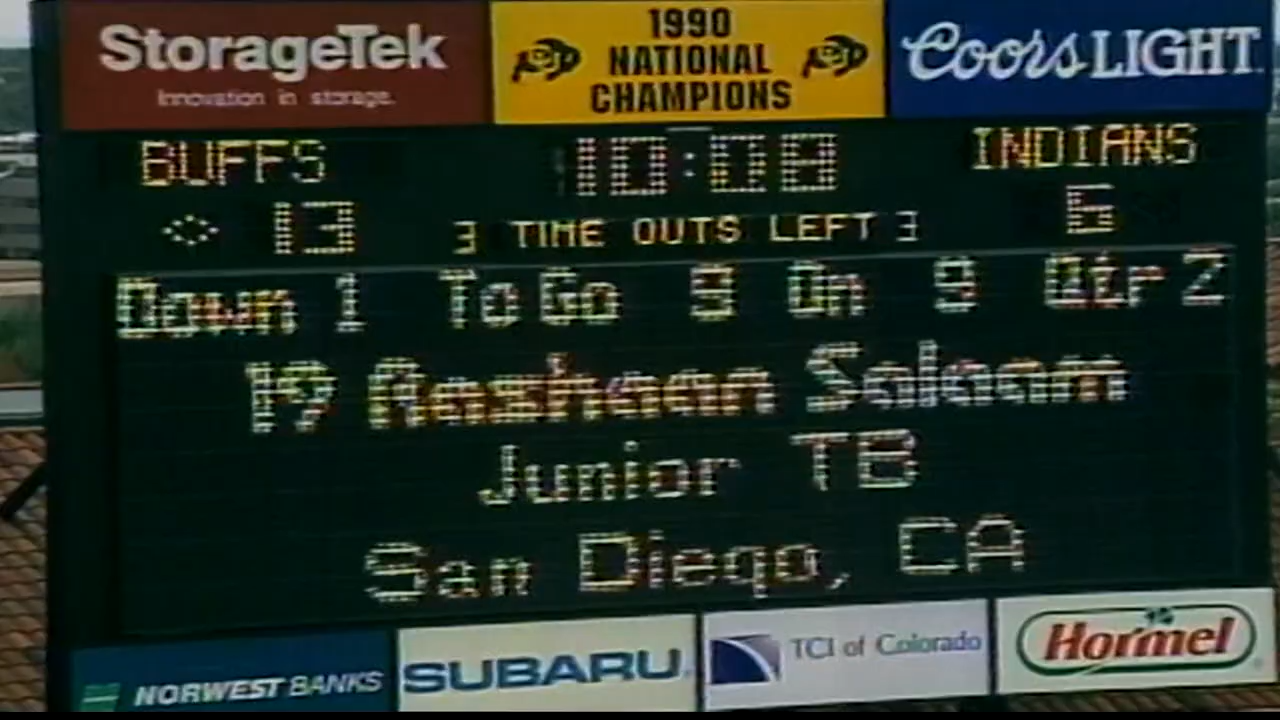 StorageTek
Innovation in storage.
1990
NATIONAL
CHAMPIONS
Coors LIGHT
BUFFS 10:08 INDIANS
13 3 TIME OUTS LEFT 3 6
Down 1 To Go 9 On 9 Qtr 2
19 Rashaan Salaam
Junior TB
San Diego, CA
NORWEST BANKS
SUBARU
TCI of Colorado
Hormel